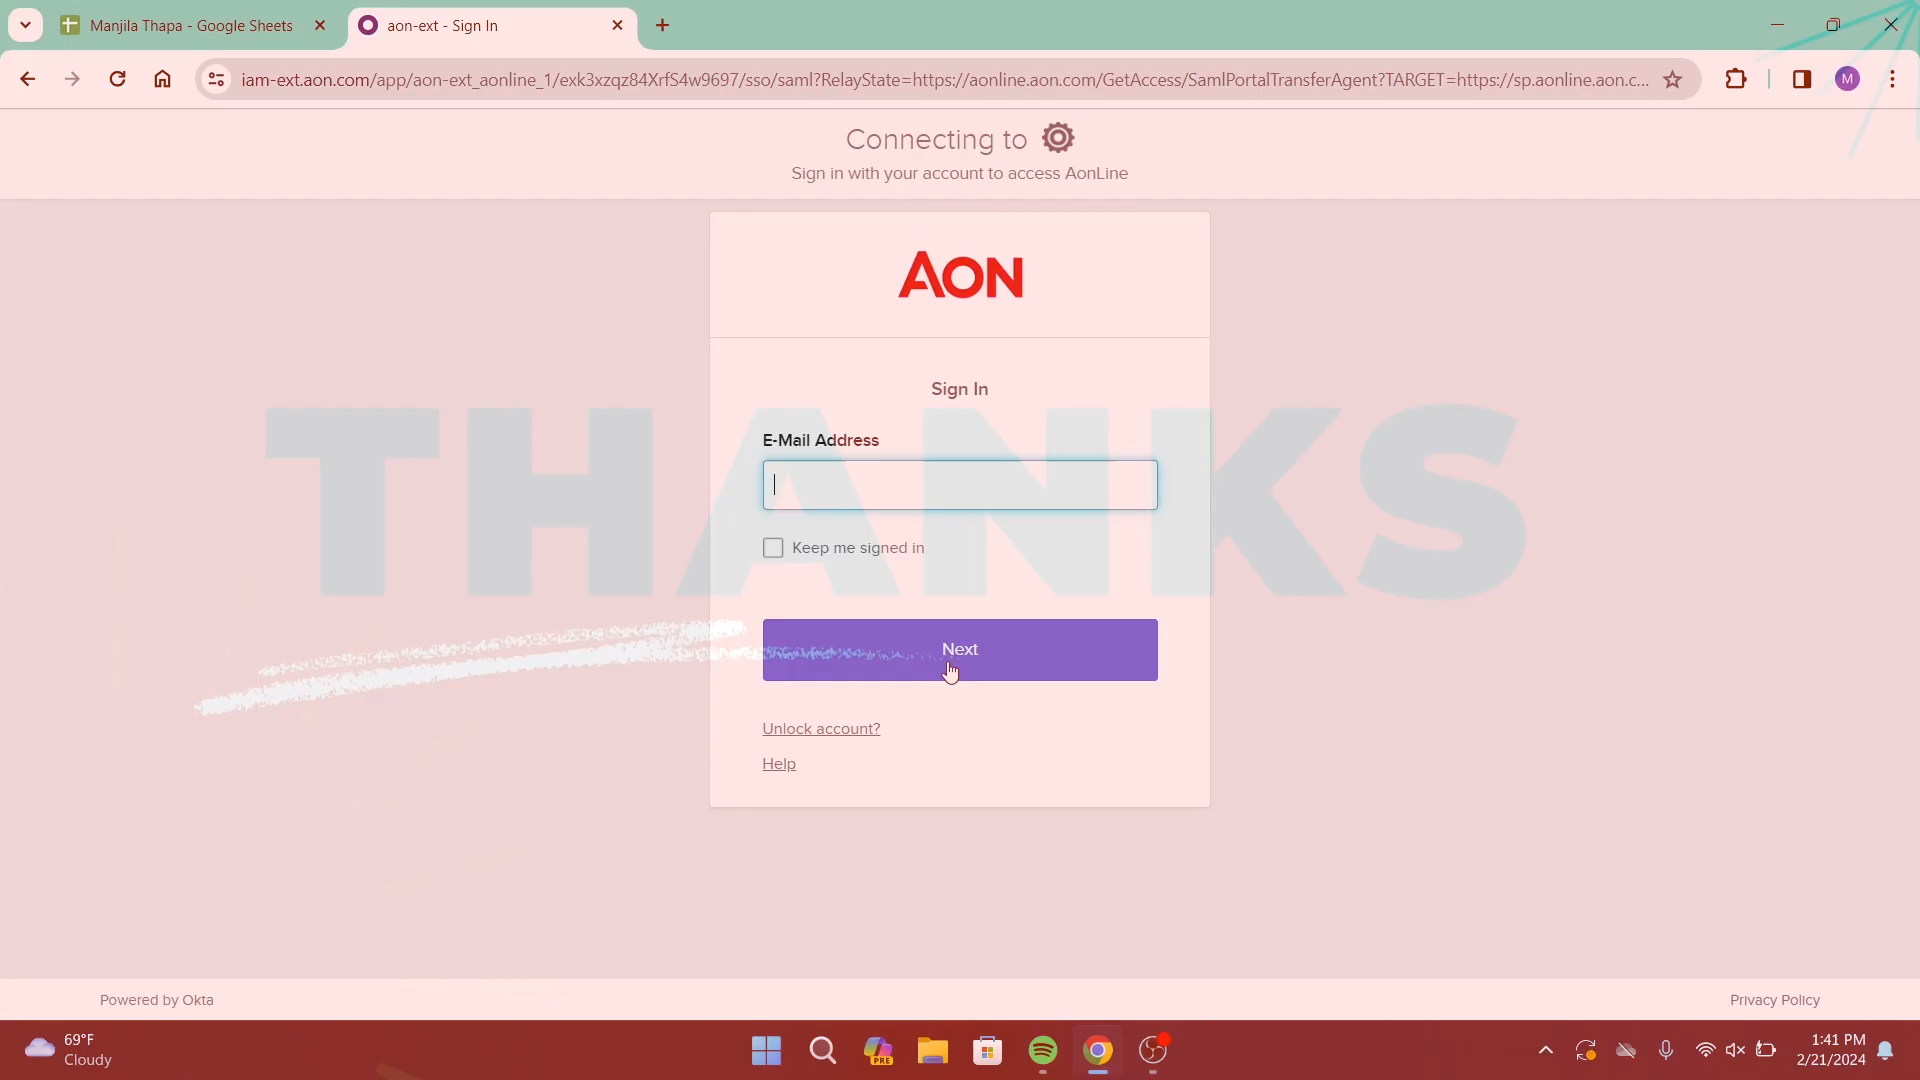 Manjila Thapa - Google Sheets
aon-ext - Sign In
iam-ext.aon.com/app/aon-ext_aonline_1/exk3xzqz84XrfS4w9697/sso/saml?RelayState=https://aonline.aon.com/GetAccess/SamlPortalTransferAgent?TARGET=https://sp.aonline.aon.c...
M
Connecting to
Sign in with your account to access AonLine
AON
Sign In
E-Mail Address
THANKS
Keep me signed in
Next
Unlock account?
Help
Powered by Okta
Privacy Policy
69°F
Cloudy
PRE
1:41 PM
2/21/2024